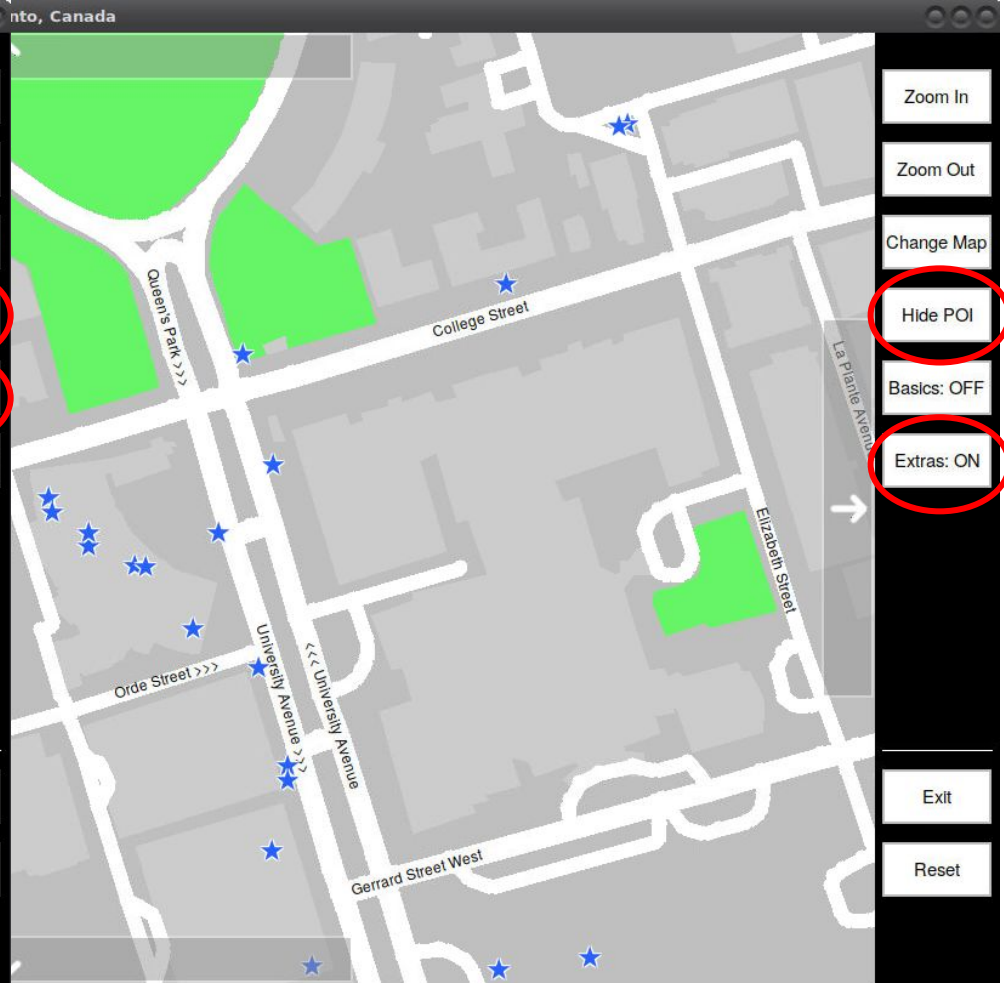 nto, Canada
Zoom In
Zoom Out
Change Map
Hide POI
Basics: OFF
Extras: ON
Exit
Reset
Queen's Park >>>
College Street
La Plante Avenu
Elizabeth Street
Orde Street >>>
University Avenue >>>
<<< University Avenue
Gerrard Street West